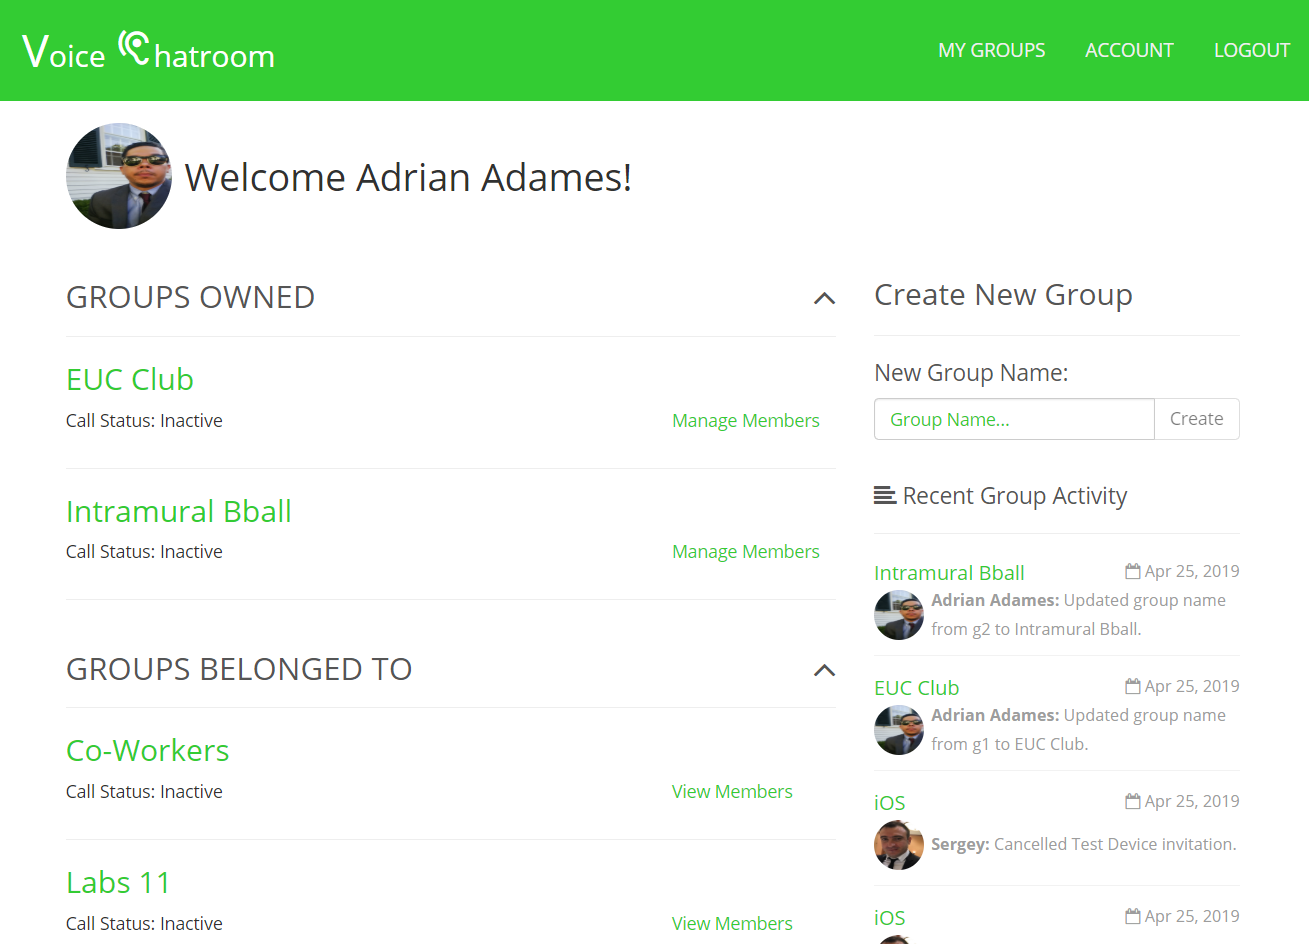 Voice Chatroom
MY GROUPS ACCOUNT LOGOUT
Welcome Adrian Adames!
GROUPS OWNED
EUC Club
Call Status: Inactive Manage Members
Intramural Bball
Call Status: Inactive Manage Members
GROUPS BELONGED TO
Co-Workers
Call Status: Inactive View Members
Labs 11
Call Status: Inactive View Members
Create New Group
New Group Name:
Group Name... Create
Recent Group Activity
Intramural Bball Apr 25, 2019
Adrian Adames: Updated group name
from g2 to Intramural Bball.
EUC Club Apr 25, 2019
Adrian Adames: Updated group name
from g1 to EUC Club.
iOS Apr 25, 2019
Sergey: Cancelled Test Device invitation.
iOS Apr 25, 2019